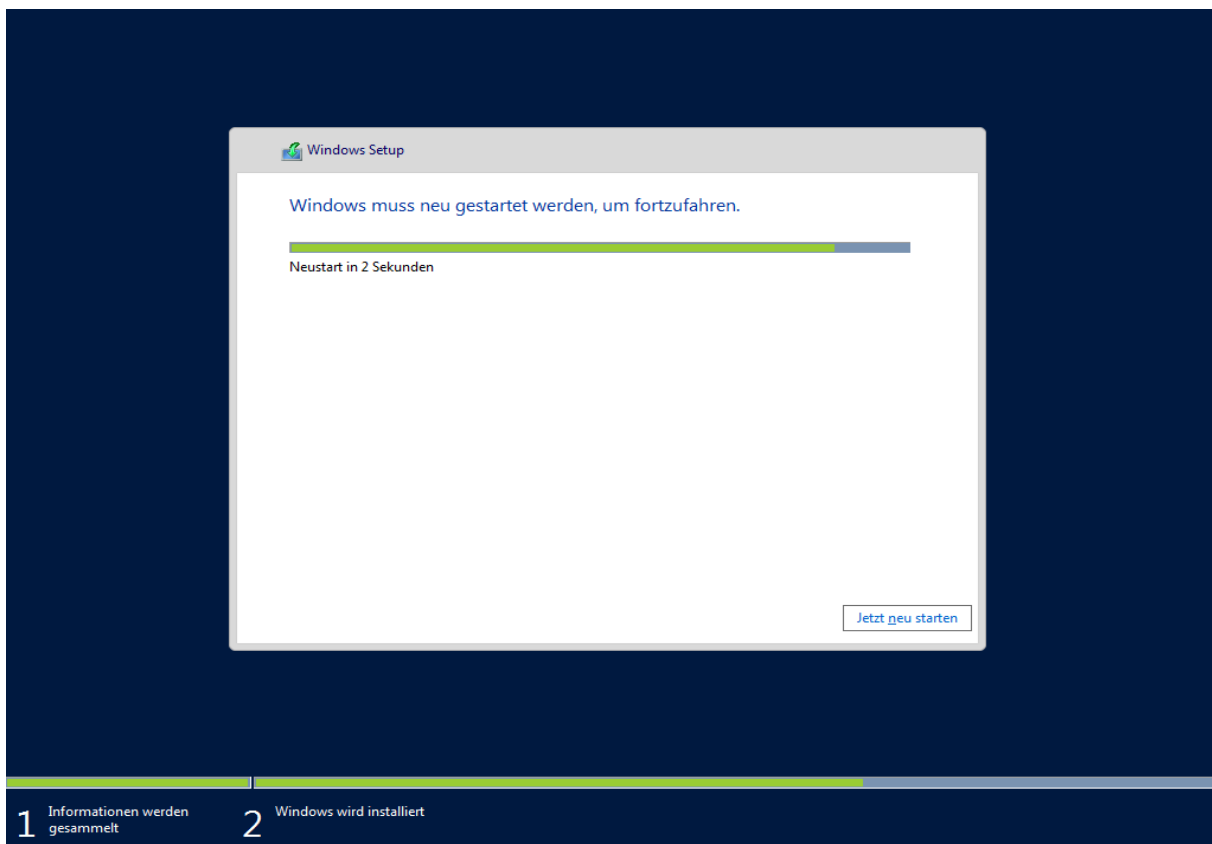 Windows Setup
Windows muss neu gestartet werden, um fortzufahren.
Neustart in 2 Sekunden
Jetzt neu starten
1 Informationen werden
gesammelt
2 Windows wird installiert